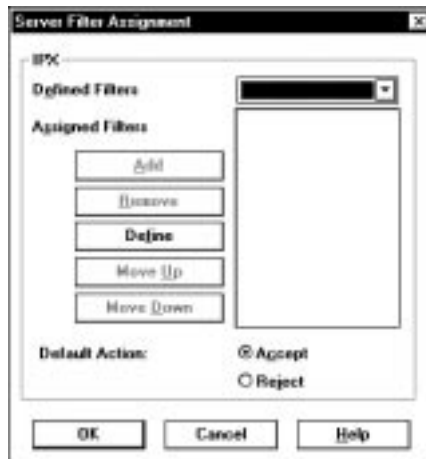 Server Filter Assignment
IPX
Defined Filters
Assigned Filters
Add
Remove
Define
Move Up
Move Down
Default Action:
Accept
Reject
OK
Cancel
Help